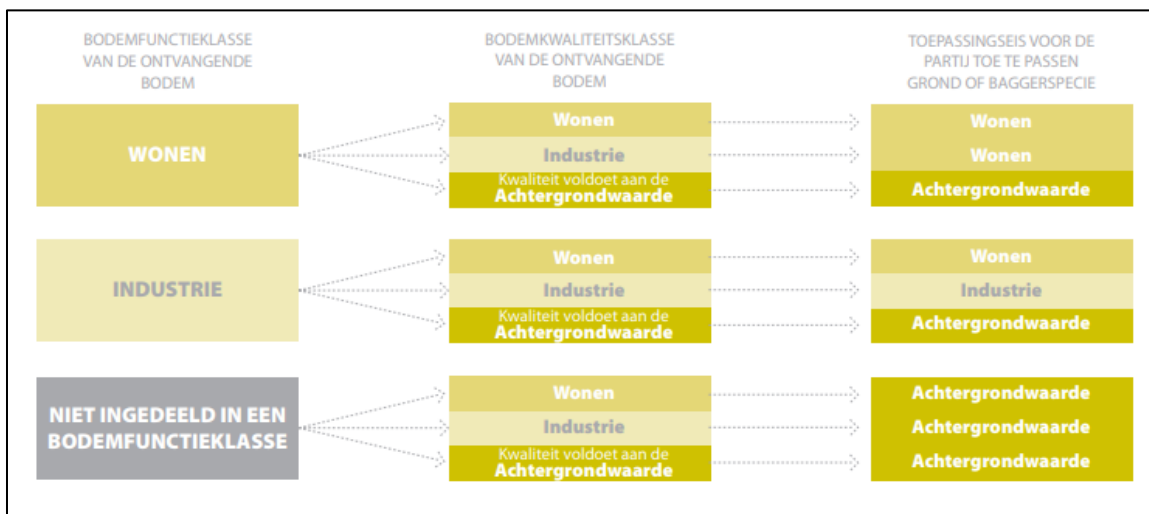 BODEMFUNCTIEKLASSE
VAN DE ONTVANGENDE
BODEM
BODEMKWALITEITSKLASSE
VAN DE ONTVANGENDE
BODEM
TOEPASSINGSEIS VOOR DE
PARTIJ TOE TE PASSEN
GROND OF BAGGERSPECIE
WONEN
Wonen
Industrie
Kwaliteit voldoet aan de
Achtergrondwaarde
Wonen
Wonen
Achtergrondwaarde
INDUSTRIE
Wonen
Industrie
Kwaliteit voldoet aan de
Achtergrondwaarde
Wonen
Industrie
Achtergrondwaarde
NIET INGEDEELD IN EEN
BODEMFUNCTIEKLASSE
Wonen
Industrie
Kwaliteit voldoet aan de
Achtergrondwaarde
Achtergrondwaarde
Achtergrondwaarde
Achtergrondwaarde